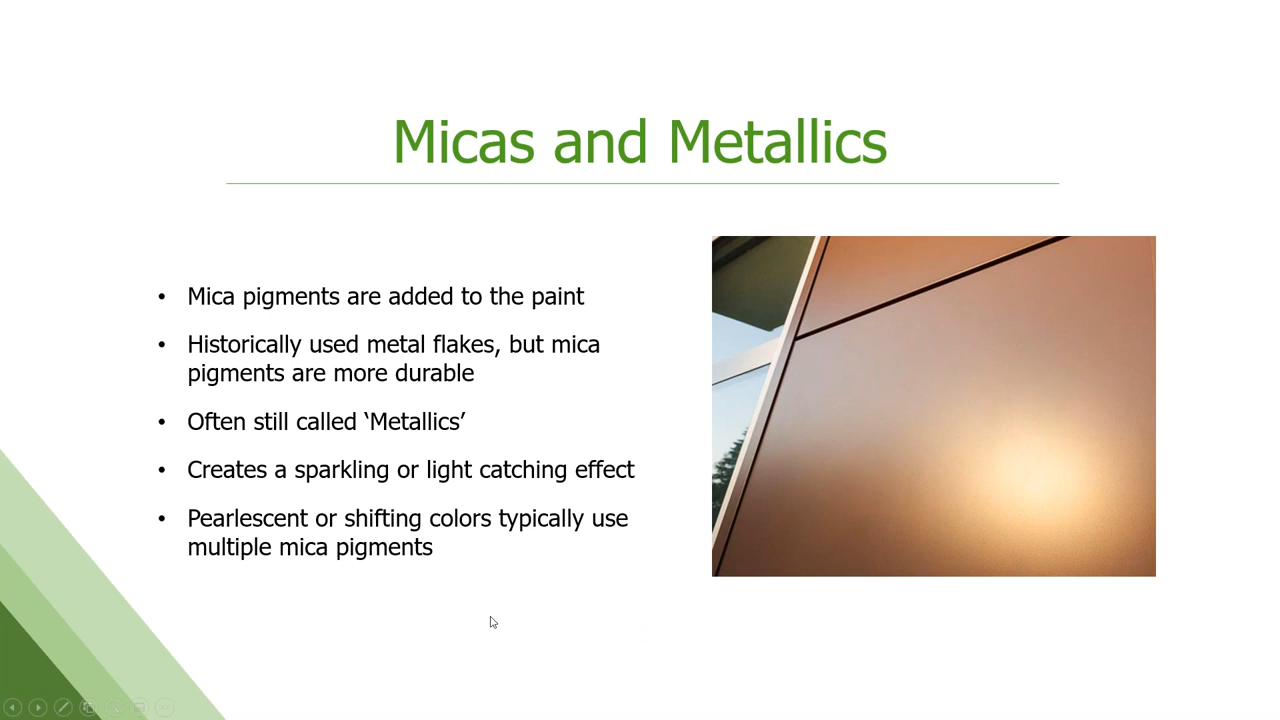 Micas and Metallics
• Mica pigments are added to the paint
• Historically used metal flakes, but mica
pigments are more durable
• Often still called ‘Metallics’
• Creates a sparkling or light catching effect
• Pearlescent or shifting colors typically use
multiple mica pigments